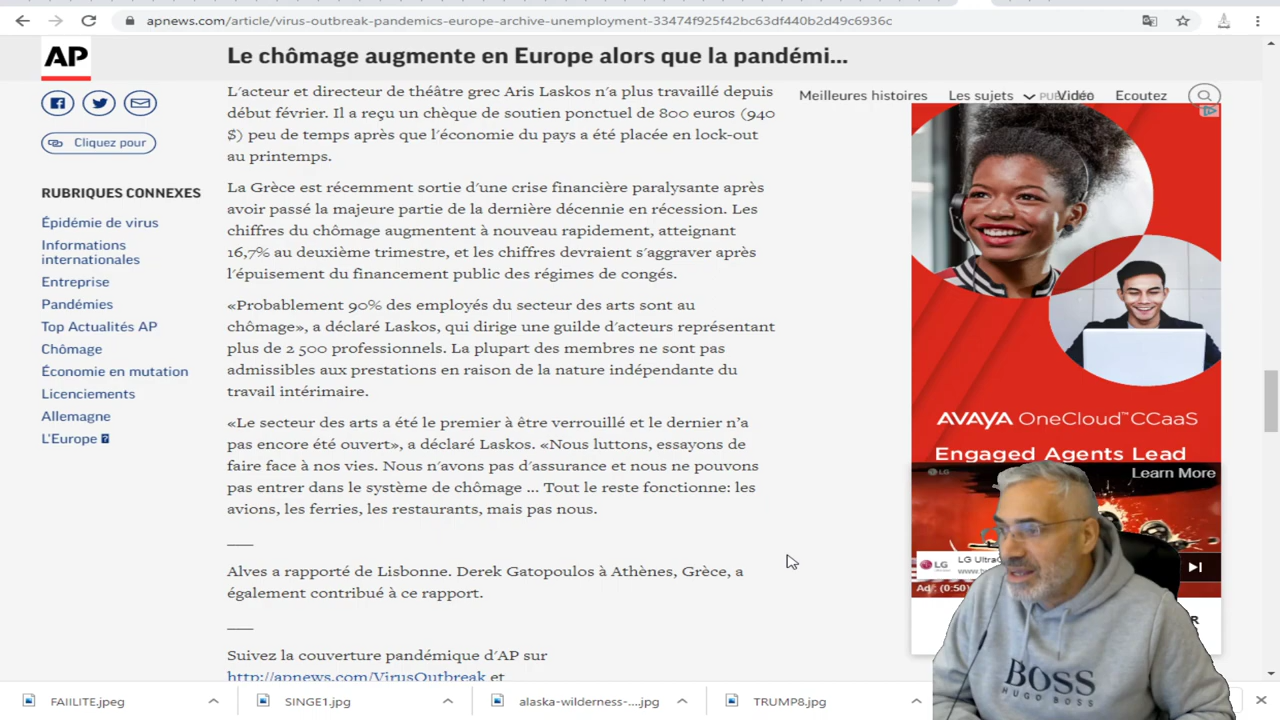 apnews.com/article/virus-outbreak-pandemics-europe-archive-unemployment-33474f925f42bc63df440b2d49c6936c
AP
Le chômage augmente en Europe alors que la pandémi...
Meilleures histoires
Les sujets
Vidéo
Ecoutez
Cliquez pour
RUBRIQUES CONNEXES
Épidémie de virus
Informations
internationales
Entreprise
Pandémies
Top Actualités AP
Chômage
Économie en mutation
Licenciements
Allemagne
L'Europe
L'acteur et directeur de théâtre grec Aris Laskos n'a plus travaillé depuis
début février. Il a reçu un chèque de soutien ponctuel de 800 euros (940
$) peu de temps après que l'économie du pays a été placée en lock-out
au printemps.
La Grèce est récemment sortie d'une crise financière paralysante après
avoir passé la majeure partie de la dernière décennie en récession. Les
chiffres du chômage augmentent à nouveau rapidement, atteignant
16,7% au deuxième trimestre, et les chiffres devraient s'aggraver après
l'épuisement du financement public des régimes de congés.
«Probablement 90% des employés du secteur des arts sont au
chômage», a déclaré Laskos, qui dirige une guilde d'acteurs représentant
plus de 2 500 professionnels. La plupart des membres ne sont pas
admissibles aux prestations en raison de la nature indépendante du
travail intérimaire.
«Le secteur des arts a été le premier à être verrouillé et le dernier n'a
pas encore été ouvert», a déclaré Laskos. «Nous luttons, essayons de
faire face à nos vies. Nous n'avons pas d'assurance et nous ne pouvons
pas entrer dans le système de chômage ... Tout le reste fonctionne: les
avions, les ferries, les restaurants, mais pas nous.
___
Alves a rapporté de Lisbonne. Derek Gatopoulos à Athènes, Grèce, a
également contribué à ce rapport.
___
Suivez la couverture pandémique d'AP sur
http://apnews.com/VirusOutbreak et
AVAYA OneCloud™CCaaS
Engaged Agents Lead
LG
Learn More
LG
LG Ultra
www.
Ad : (0:50)
BOSS
HUGO BOSS
FAIILITE.jpeg
SINGE1.jpg
alaska-wilderness-....jpg
TRUMP8.jpg